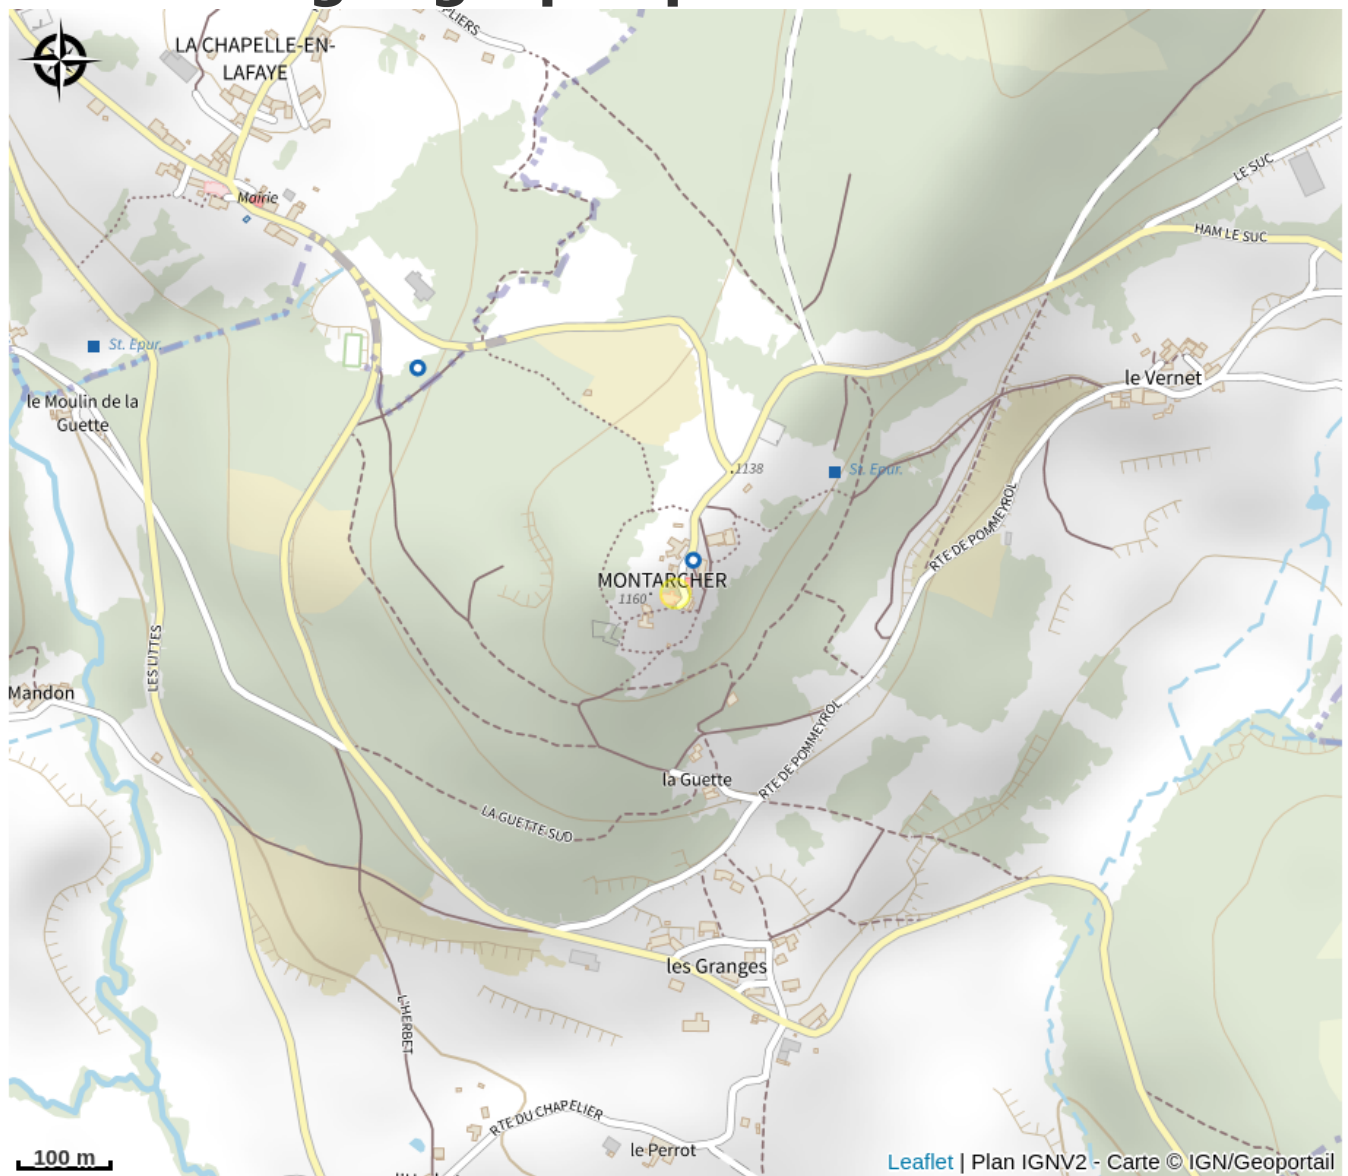 PLIERS
LA CHAPELLE-EN-
LAFAYE
Mairie
LE SUC
HAM LE SUC
St. Epur.
le Moulin de la
Guette
le Vernet
1138
St. Epur.
RTE DE POMMEYROL
MONTARCHER
1160
LES LITTES
Mandon
RTE DE POMMEYROL
la Guette
LA GUETTE SUD
les Granges
L'HERBET
RTE DU CHAPELIER
le Perrot
100 m
Leaflet | Plan IGNV2 - Carte © IGN/Geoportail